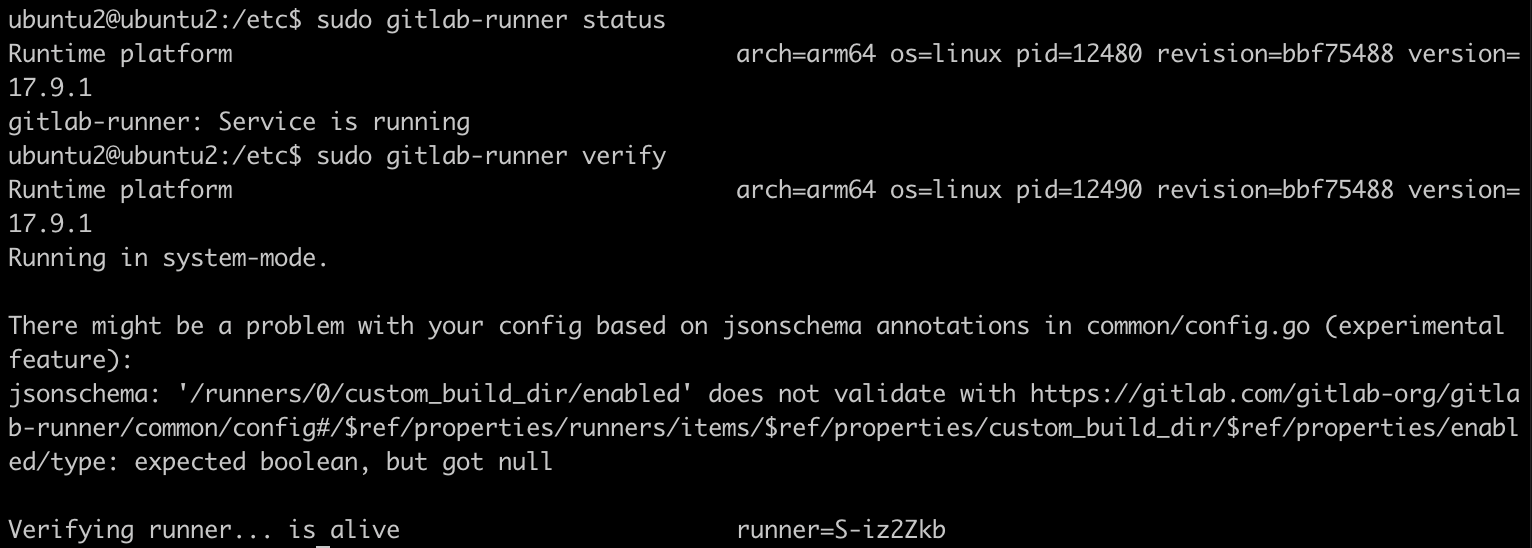 ubuntu2@ubuntu2:/etc$ sudo gitlab-runner status
Runtime platform                                    arch=arm64 os=linux pid=12480 revision=bbf75488 version=
17.9.1
gitlab-runner: Service is running
ubuntu2@ubuntu2:/etc$ sudo gitlab-runner verify
Runtime platform                                    arch=arm64 os=linux pid=12490 revision=bbf75488 version=
17.9.1
Running in system-mode.

There might be a problem with your config based on jsonschema annotations in common/config.go (experimental
feature):
jsonschema: '/runners/0/custom_build_dir/enabled' does not validate with https://gitlab.com/gitlab-org/gitla
b-runner/common/config#/$ref/properties/runners/items/$ref/properties/custom_build_dir/$ref/properties/enabl
ed/type: expected boolean, but got null

Verifying runner... is alive                        runner=S-iz2Zkb